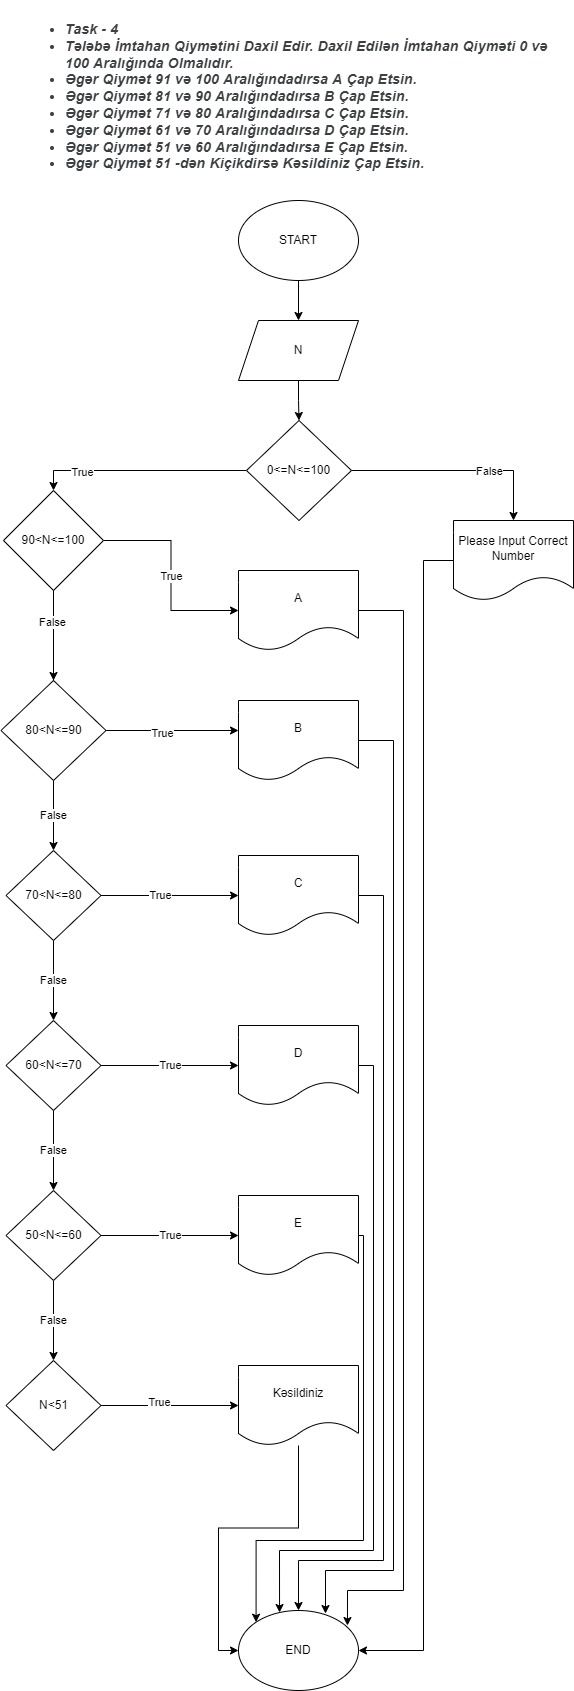 Task - 4
Tələbə İmtahan Qiymətini Daxil Edir. Daxil Edilən İmtahan Qiyməti 0 və
100 Aralığında Olmalıdır.
Əgər Qiymət 91 və 100 Aralığındadırsa A Çap Etsin.
Əgər Qiymət 81 və 90 Aralığındadırsa B Çap Etsin.
Əgər Qiymət 71 və 80 Aralığındadırsa C Çap Etsin.
Əgər Qiymət 61 və 70 Aralığındadırsa D Çap Etsin.
Əgər Qiymət 51 və 60 Aralığındadırsa E Çap Etsin.
Əgər Qiymət 51 -dən Kiçikdirsə Kəsildiniz Çap Etsin.
START
N
0<=N<=100
True
False
90<N<=100
Please Input Correct
Number
True
A
False
80<N<=90
True
B
False
70<N<=80
True
C
False
60<N<=70
True
D
False
50<N<=60
True
E
False
N<51
True
Kəsildiniz
END